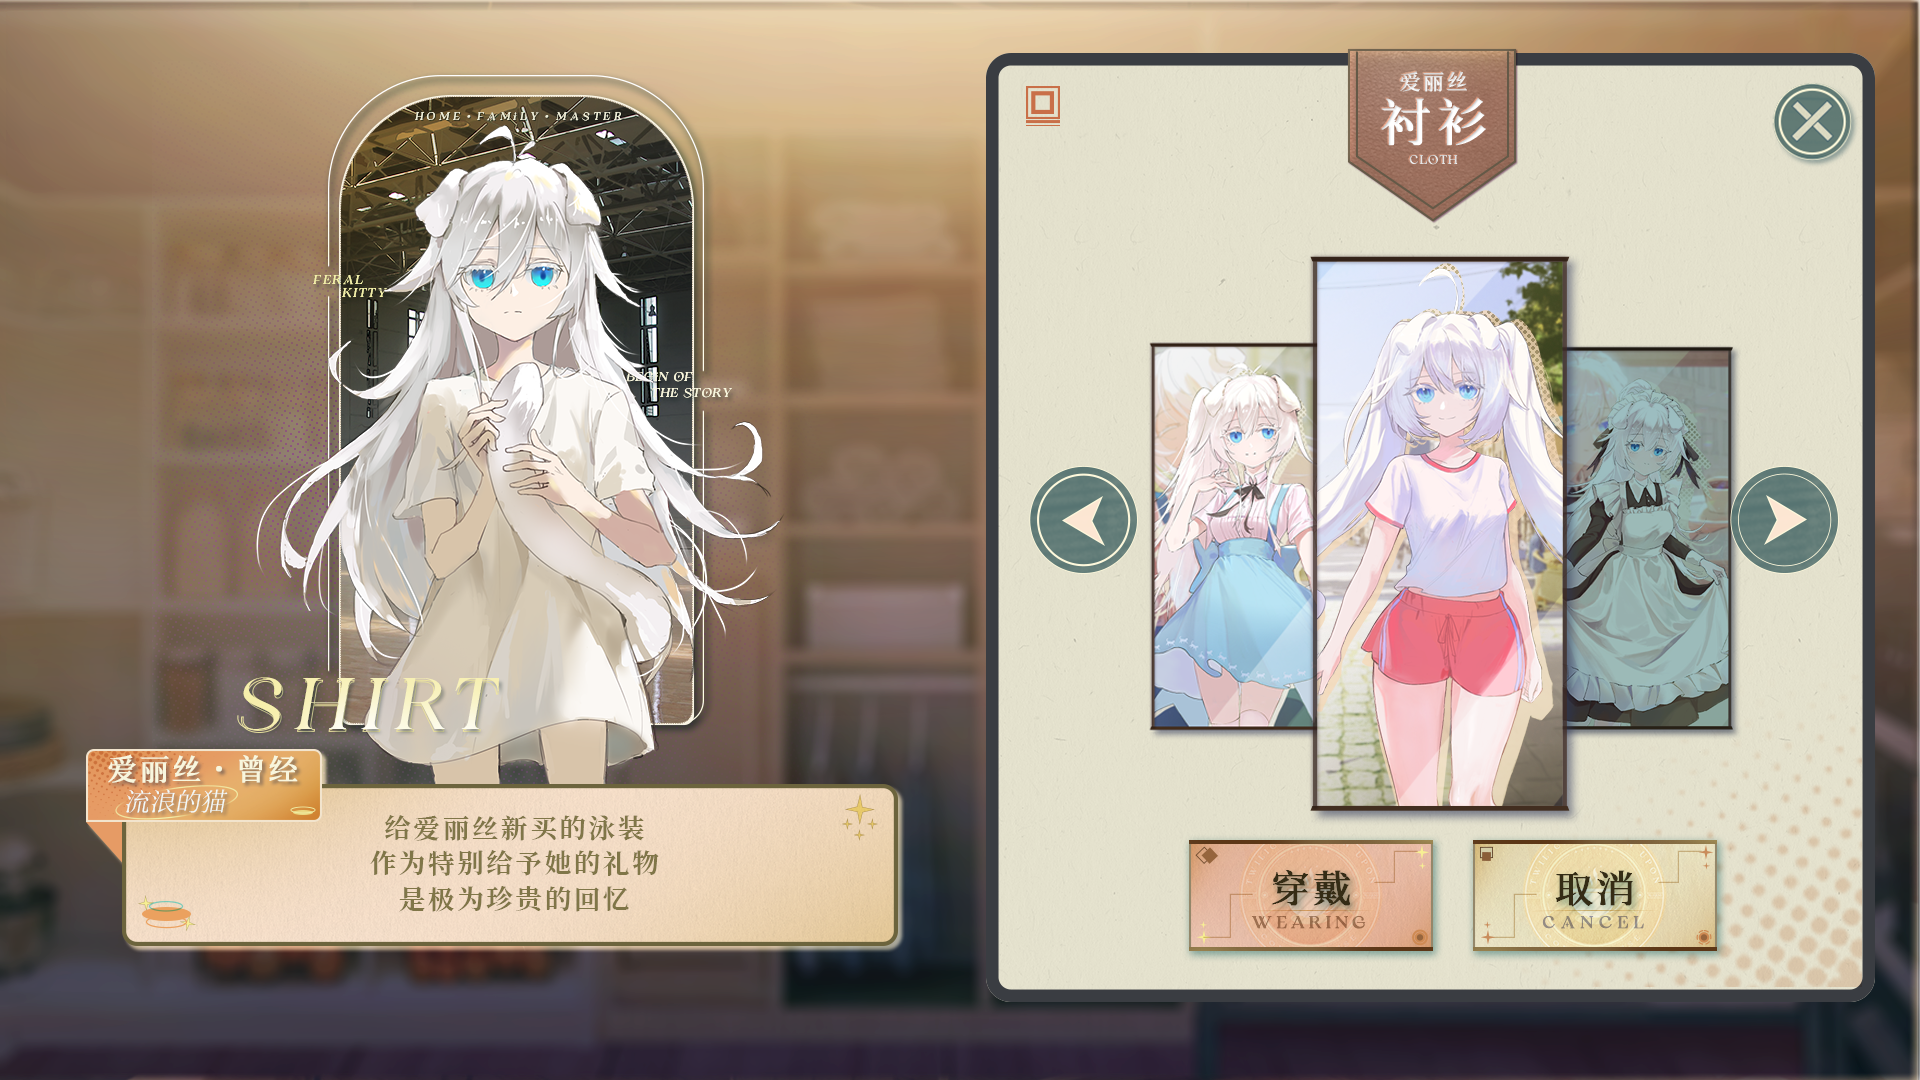 HOME · FAMILY · MASTER
FERAL
KITTY
BEGIN OF
THE STORY
SHIRT
爱丽丝·曾经
流浪的猫
给爱丽丝新买的泳装
作为特别给予她的礼物
是极为珍贵的回忆
爱丽丝
衬衫
CLOTH
穿戴
WEARING
取消
CANCEL